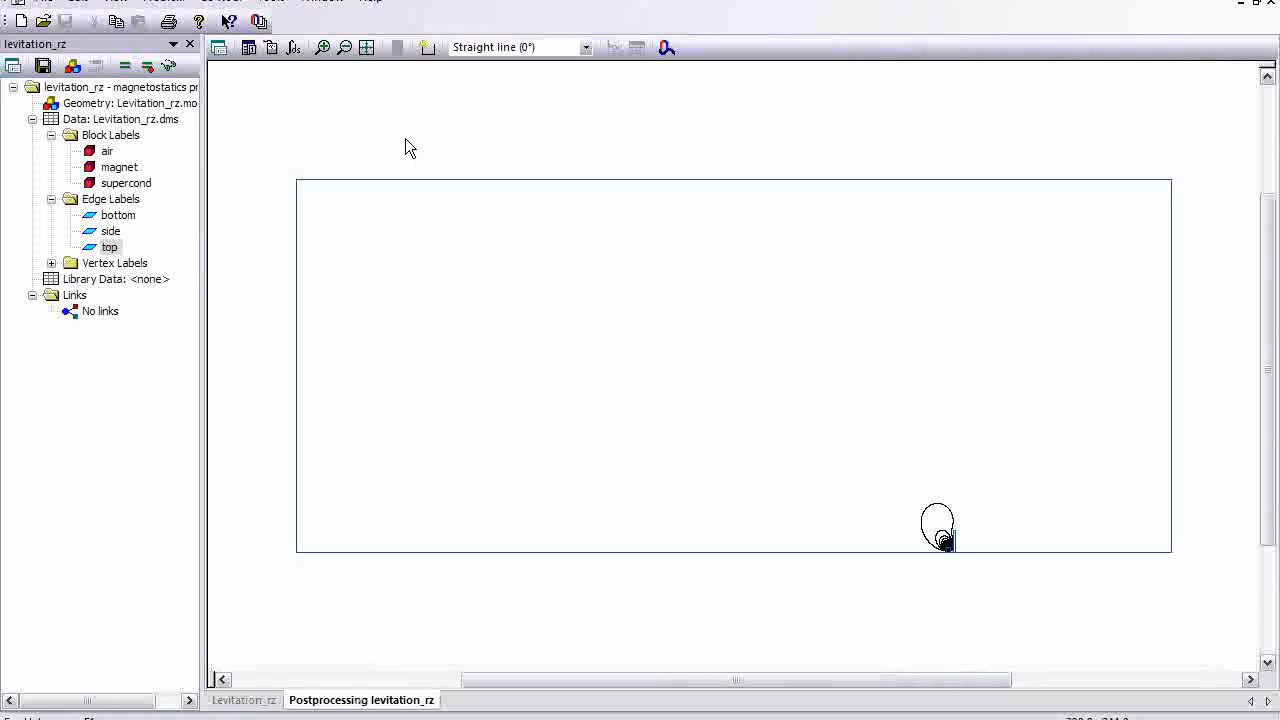 levitation_rz
Straight line (0°)
levitation_rz - magnetostatics pr
Geometry: Levitation_rz.mo
Data: Levitation_rz.dms
Block Labels
air
magnet
supercond
Edge Labels
bottom
side
top
Vertex Labels
Library Data: <none>
Links
No links
Levitation_rz
Postprocessing levitation_rz